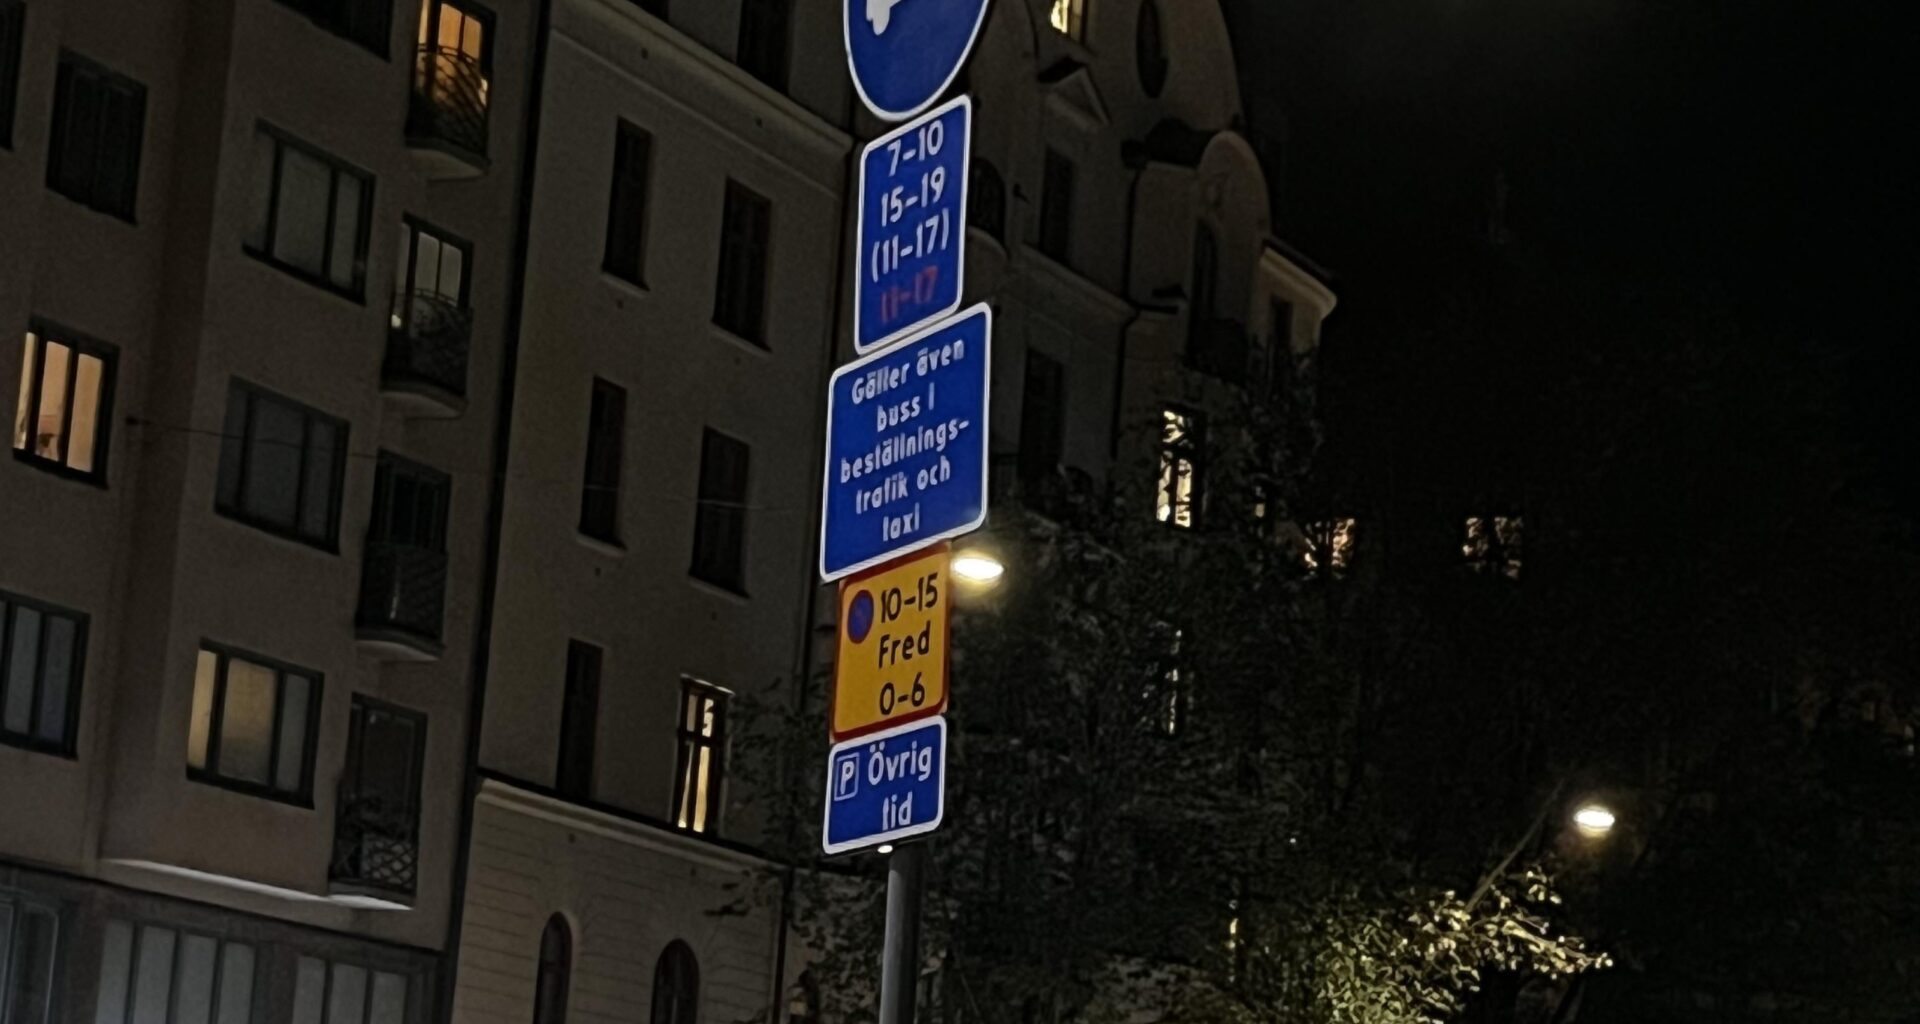 7-10
15-19
(11-17)
11-17
Gäller även
buss i
beställnings-
trafik och
taxi
10-15
Fred
0-6
P Övrig
tid